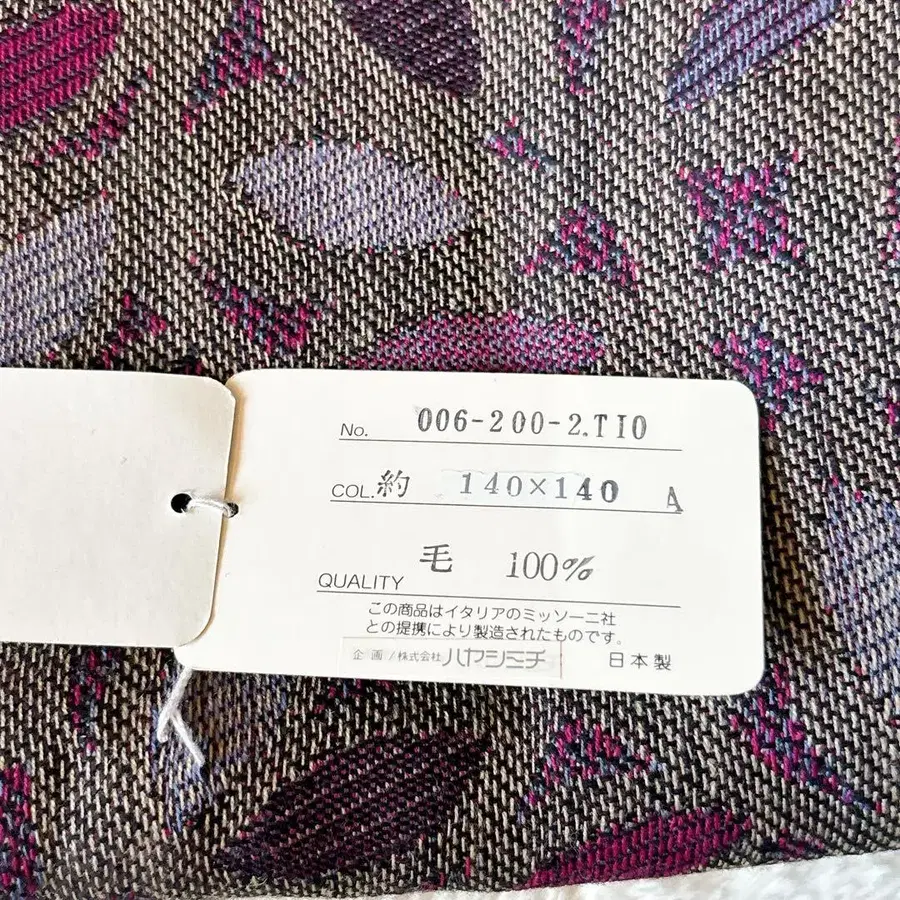 No. 006-200-2.TIO
COL. 約 140×140 A
QUALITY 毛 100%
この商品はイタリアのミッソーニ社
との提携により製造されたものです。
企画/株式会社ハヤシミチ 日本製